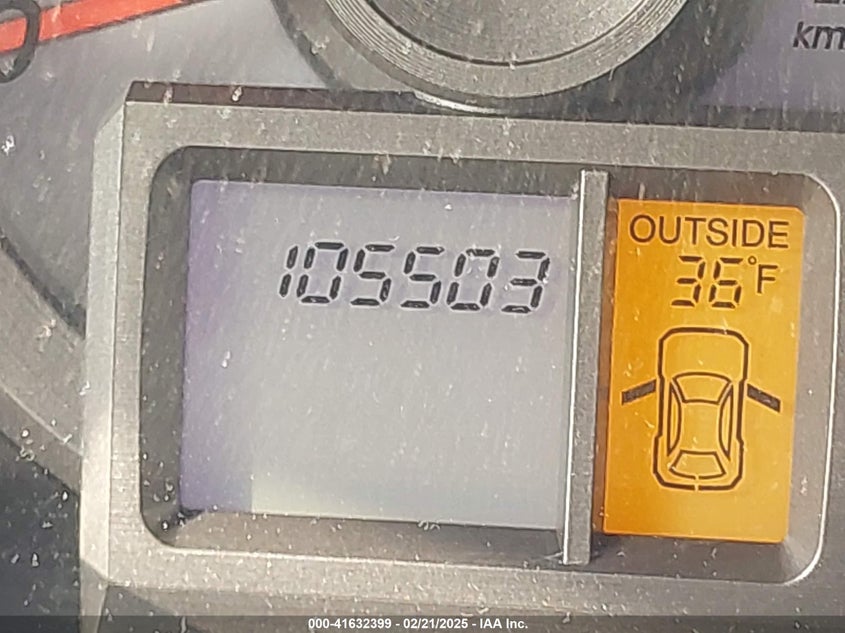 km
105503
OUTSIDE
36°F
000-41632399 - 02/21/2025 - IAA Inc.